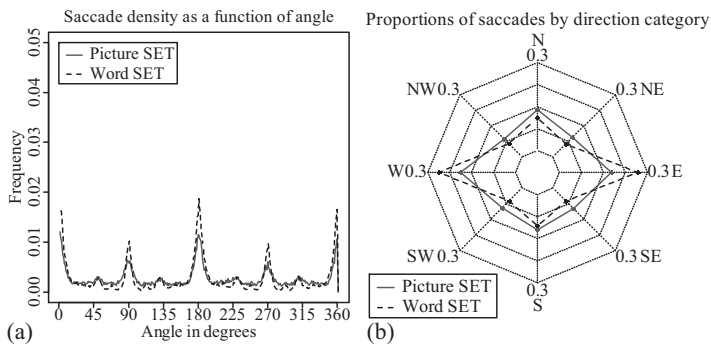 Saccade density as a function of angle
0.05
0.04
0.03
0.02
0.01
0.00
Frequency
Picture SET
Word SET
0 45 90 135 180 225 270 315 360
Angle in degrees
(a)
Proportions of saccades by direction category
N
0.3
NW 0.3
0.3 NE
W 0.3
0.3 E
SW 0.3
0.3 SE
0.3
S
Picture SET
Word SET
(b)